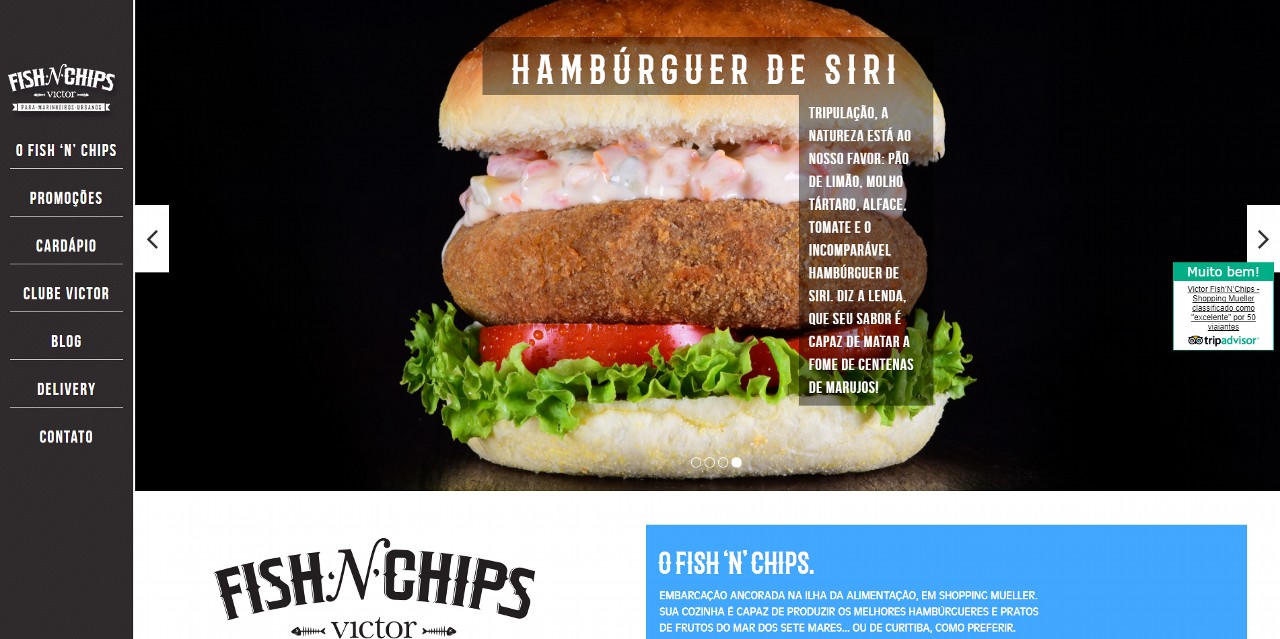 FISH 'N' CHIPS
victor
PARA MARINHEIROS URBANOS
O FISH ‘N’ CHIPS
PROMOÇÕES
CARDÁPIO
CLUBE VICTOR
BLOG
DELIVERY
CONTATO
HAMBÚRGUER DE SIRI
TRIPULAÇÃO, A
NATUREZA ESTÁ AO
NOSSO FAVOR: PÃO
DE LIMÃO, MOLHO
TÁRTARO, ALFACE,
TOMATE E O
INCOMPARÁVEL
HAMBÚRGUER DE
SIRI. DIZ A LENDA,
QUE SEU SABOR É
CAPAZ DE MATAR A
FOME DE CENTENAS
DE MARUJOS!
Muito bem!
Victor Fish'N'Chips -
Shopping Mueller
classificado como
"excelente" por 50
viajantes
tripadvisor
FISH·N·CHIPS
victor
O FISH ‘N’ CHIPS.
EMBARCAÇÃO ANCORADA NA ILHA DA ALIMENTAÇÃO, EM SHOPPING MUELLER.
SUA COZINHA É CAPAZ DE PRODUZIR OS MELHORES HAMBÚRGUERES E PRATOS
DE FRUTOS DO MAR DOS SETE MARES... OU DE CURITIBA, COMO PREFERIR.